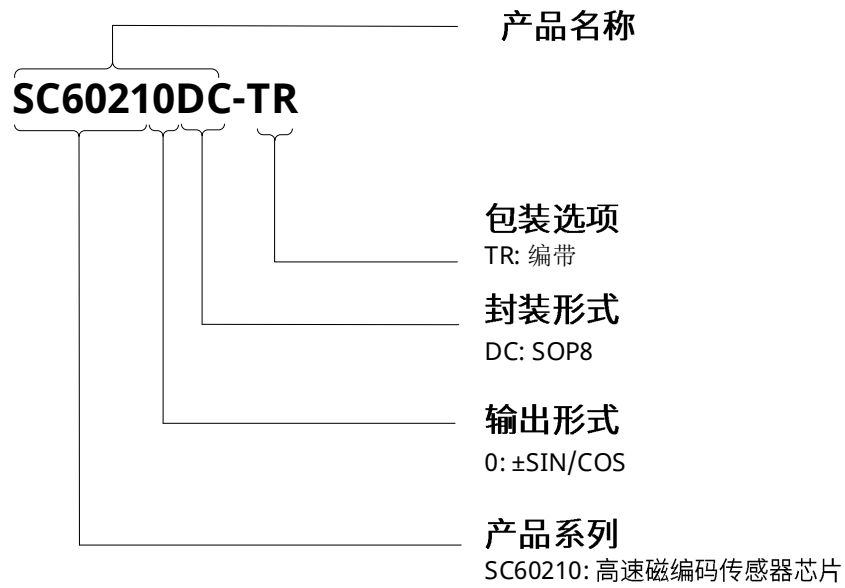 产品名称
SC60210DC-TR
包装选项
TR: 编带
封装形式
DC: SOP8
输出形式
0: ±SIN/COS
产品系列
SC60210: 高速磁编码传感器芯片